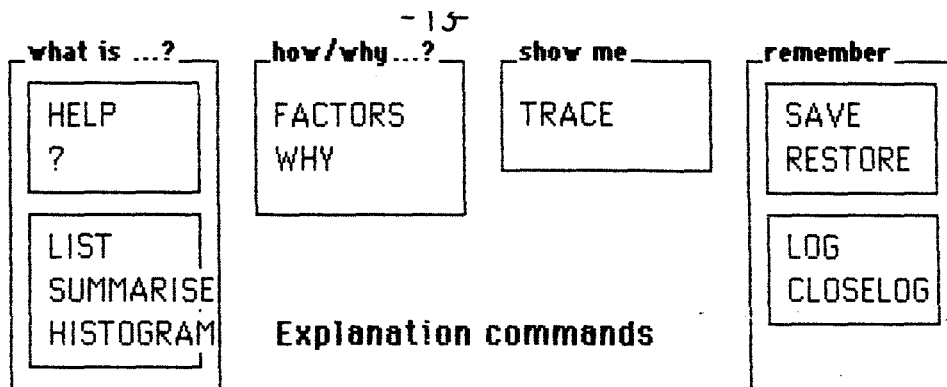 -15-
what is ...?
HELP
?
LIST
SUMMARISE
HISTOGRAM
how/why...?
FACTORS
WHY
show me
TRACE
remember
SAVE
RESTORE
LOG
CLOSELOG
Explanation commands